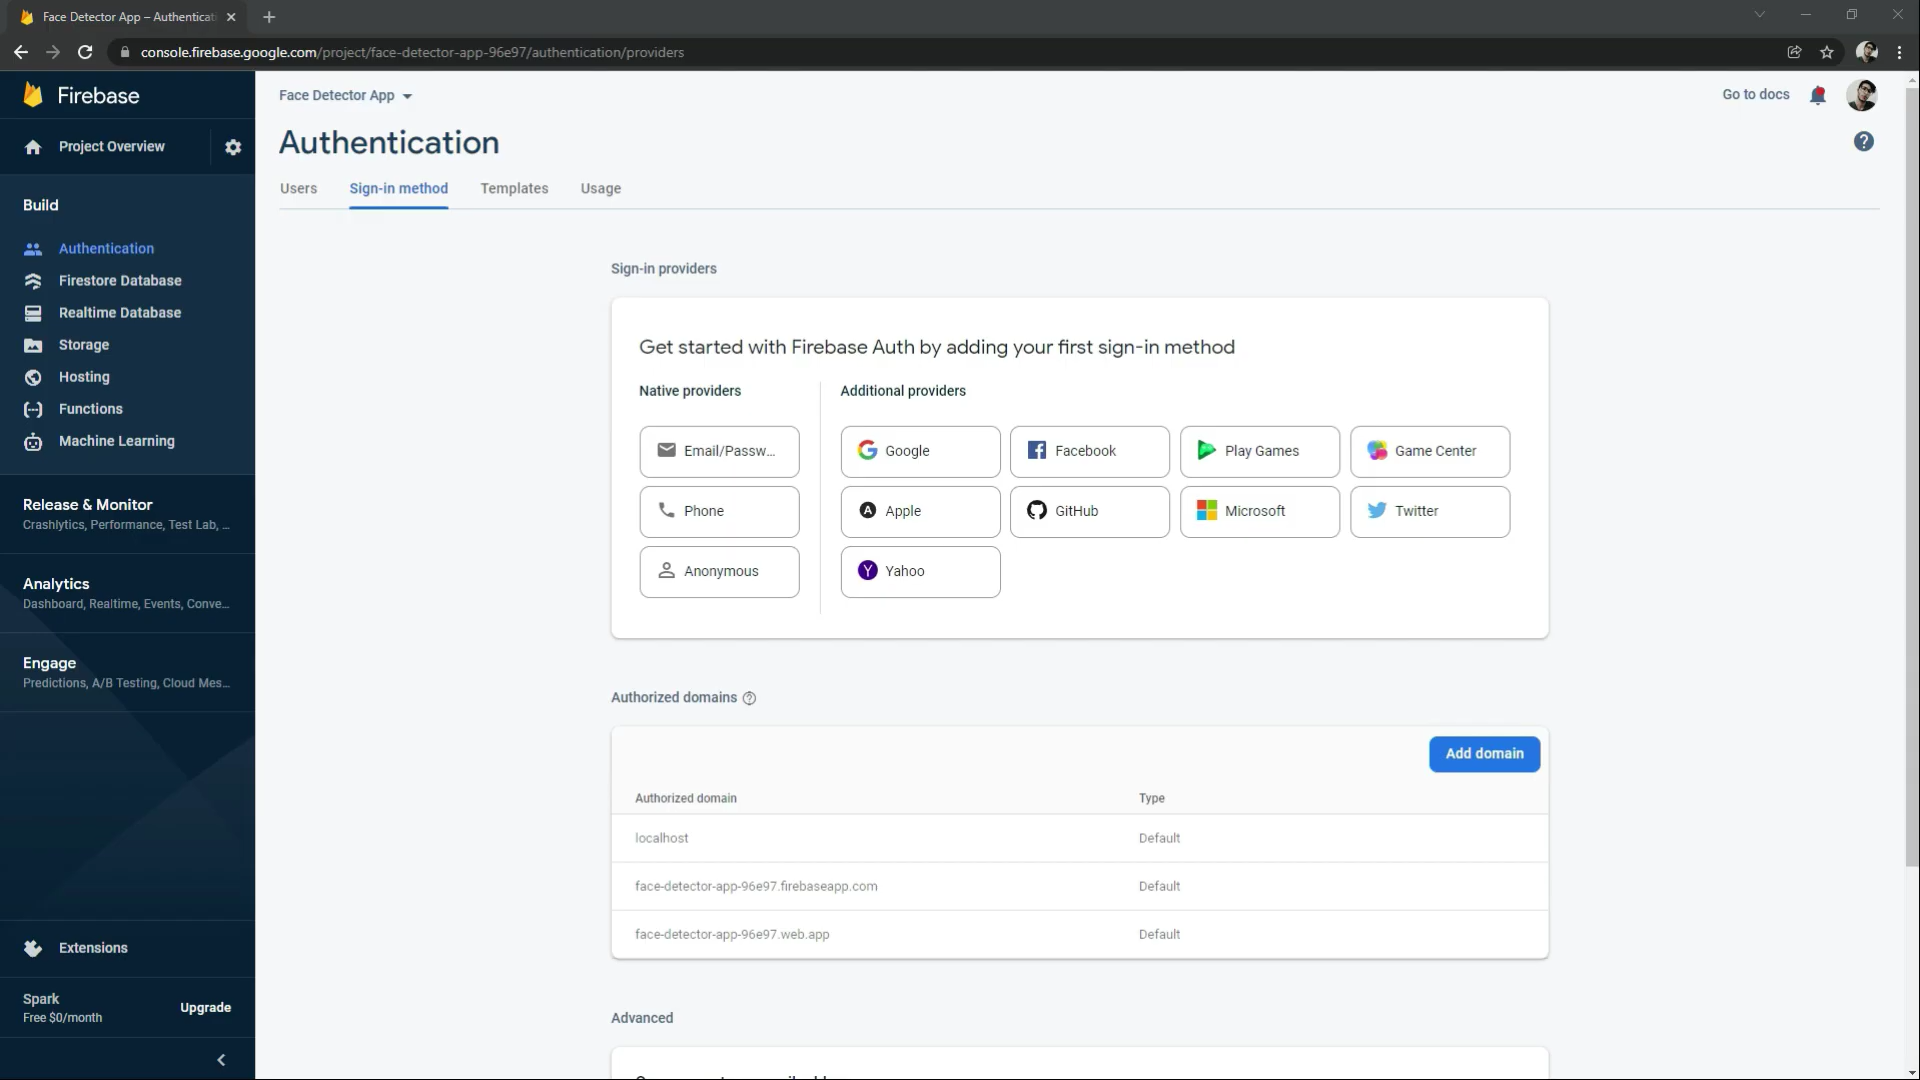 Face Detector App – Authenticat
console.firebase.google.com/project/face-detector-app-96e97/authentication/providers
Firebase
Project Overview
Build
Authentication
Firestore Database
Realtime Database
Storage
Hosting
Functions
Machine Learning
Release & Monitor
Crashlytics, Performance, Test Lab, ...
Analytics
Dashboard, Realtime, Events, Conve...
Engage
Predictions, A/B Testing, Cloud Mes...
Extensions
Spark
Free $0/month
Upgrade
Face Detector App
Go to docs
Authentication
Users
Sign-in method
Templates
Usage
Sign-in providers
Get started with Firebase Auth by adding your first sign-in method
Native providers
Additional providers
Email/Passw...
Google
Facebook
Play Games
Game Center
Phone
Apple
GitHub
Microsoft
Twitter
Anonymous
Yahoo
Authorized domains
Add domain
Authorized domain
Type
localhost
Default
face-detector-app-96e97.firebaseapp.com
Default
face-detector-app-96e97.web.app
Default
Advanced